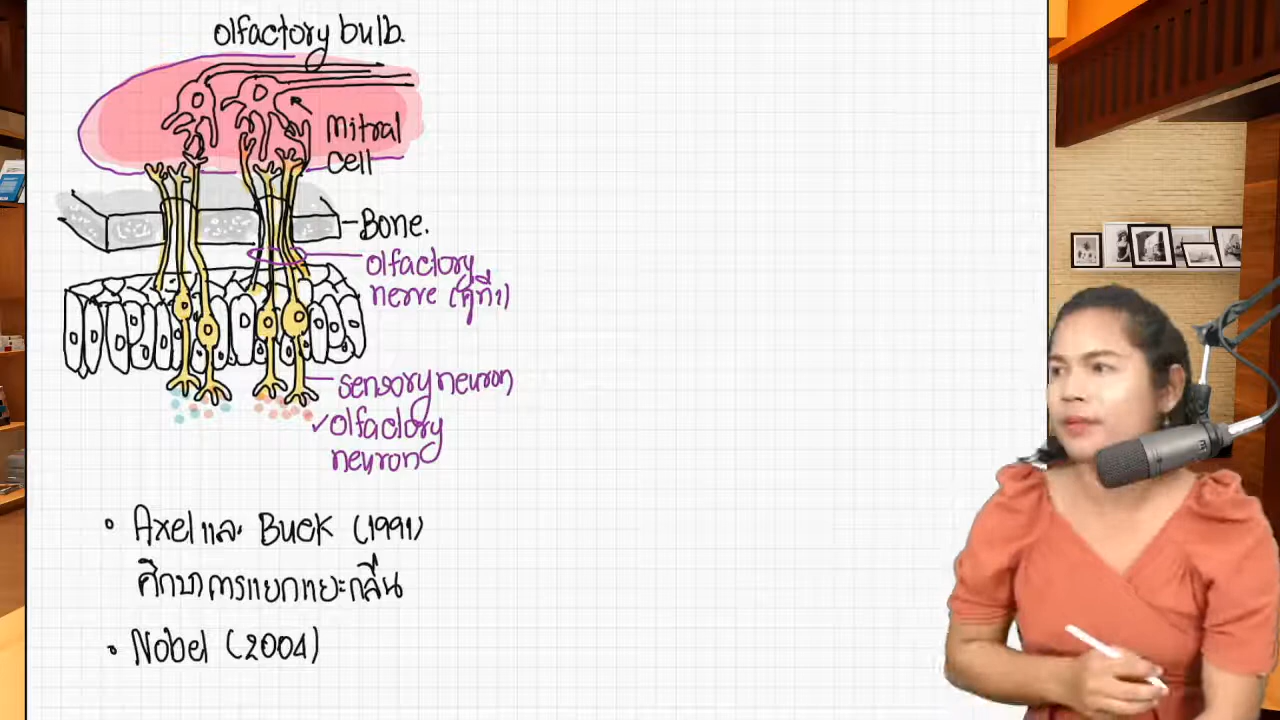 olfactory bulb.
Mitral
cell
Bone.
olfactory
nerve (คู่ที่1)
sensory neuron
✓olfactory
neuron
• Axel และ Buck (1991)
ศึกษาการแยกแยะกลิ่น
• Nobel (2004)